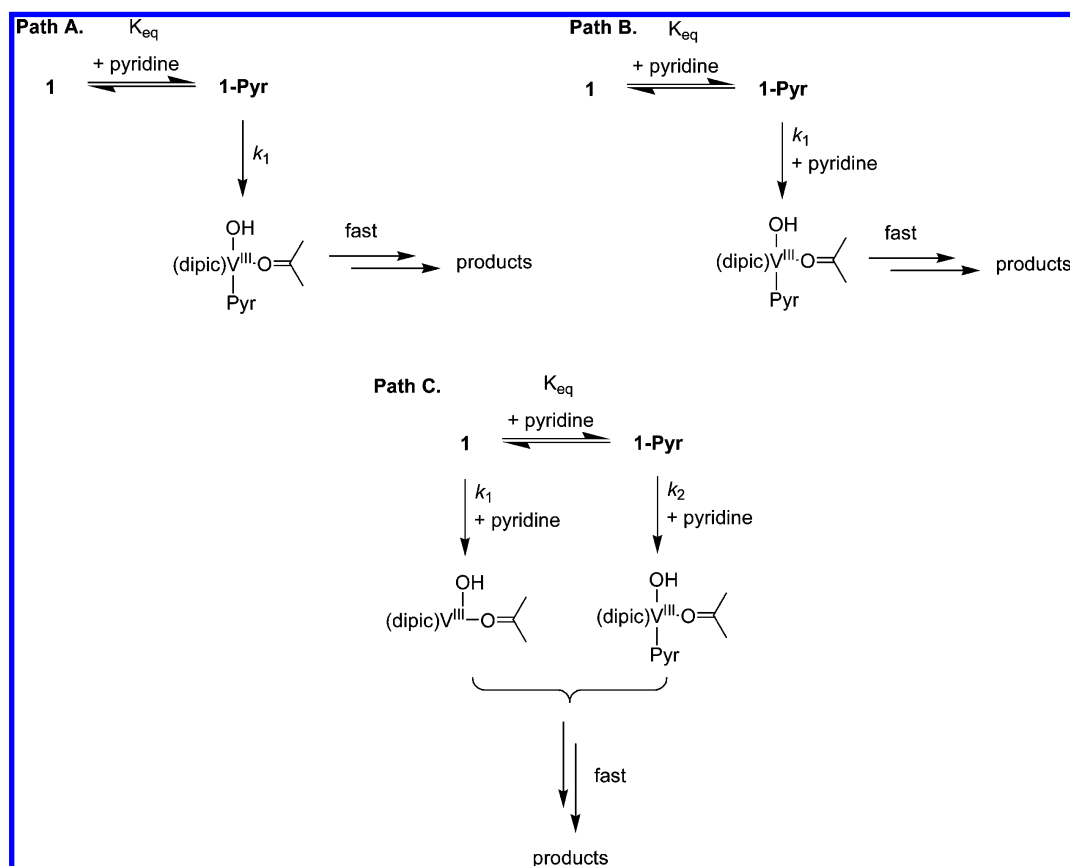 Path A. K_eq
+ pyridine
1 1-Pyr
k_1
OH
(dipic)V^III O
Pyr
fast
products
Path B. K_eq
+ pyridine
1 1-Pyr
k_1
+ pyridine
OH
(dipic)V^III O
Pyr
fast
products
Path C. K_eq
+ pyridine
1 1-Pyr
k_1
+ pyridine
k_2
+ pyridine
OH
(dipic)V^III O
OH
(dipic)V^III O
Pyr
fast
products